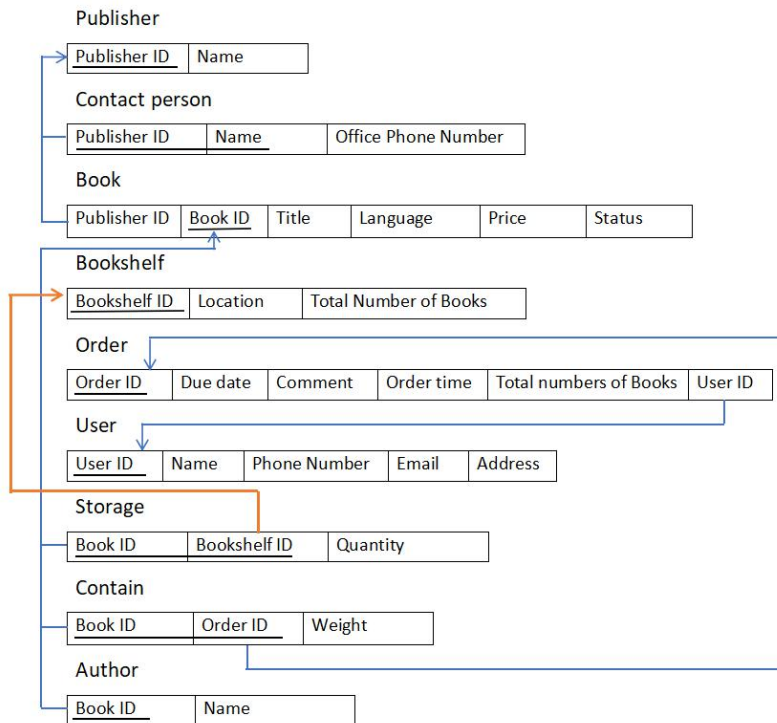 Publisher
Publisher ID Name
Contact person
Publisher ID Name Office Phone Number
Book
Publisher ID Book ID Title Language Price Status
Bookshelf
Bookshelf ID Location Total Number of Books
Order
Order ID Due date Comment Order time Total numbers of Books User ID
User
User ID Name Phone Number Email Address
Storage
Book ID Bookshelf ID Quantity
Contain
Book ID Order ID Weight
Author
Book ID Name